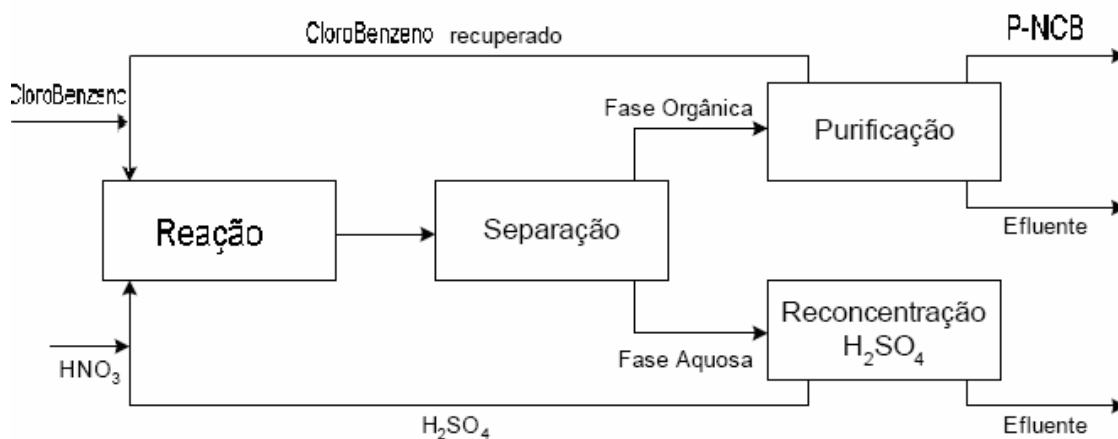 CloroBenzeno recuperado
P-NCB
CloroBenzeno
Fase Orgânica
Purificação
Reação
Separação
Efluente
Reconcentração
H₂SO₄
HNO₃
Fase Aquosa
H₂SO₄
Efluente